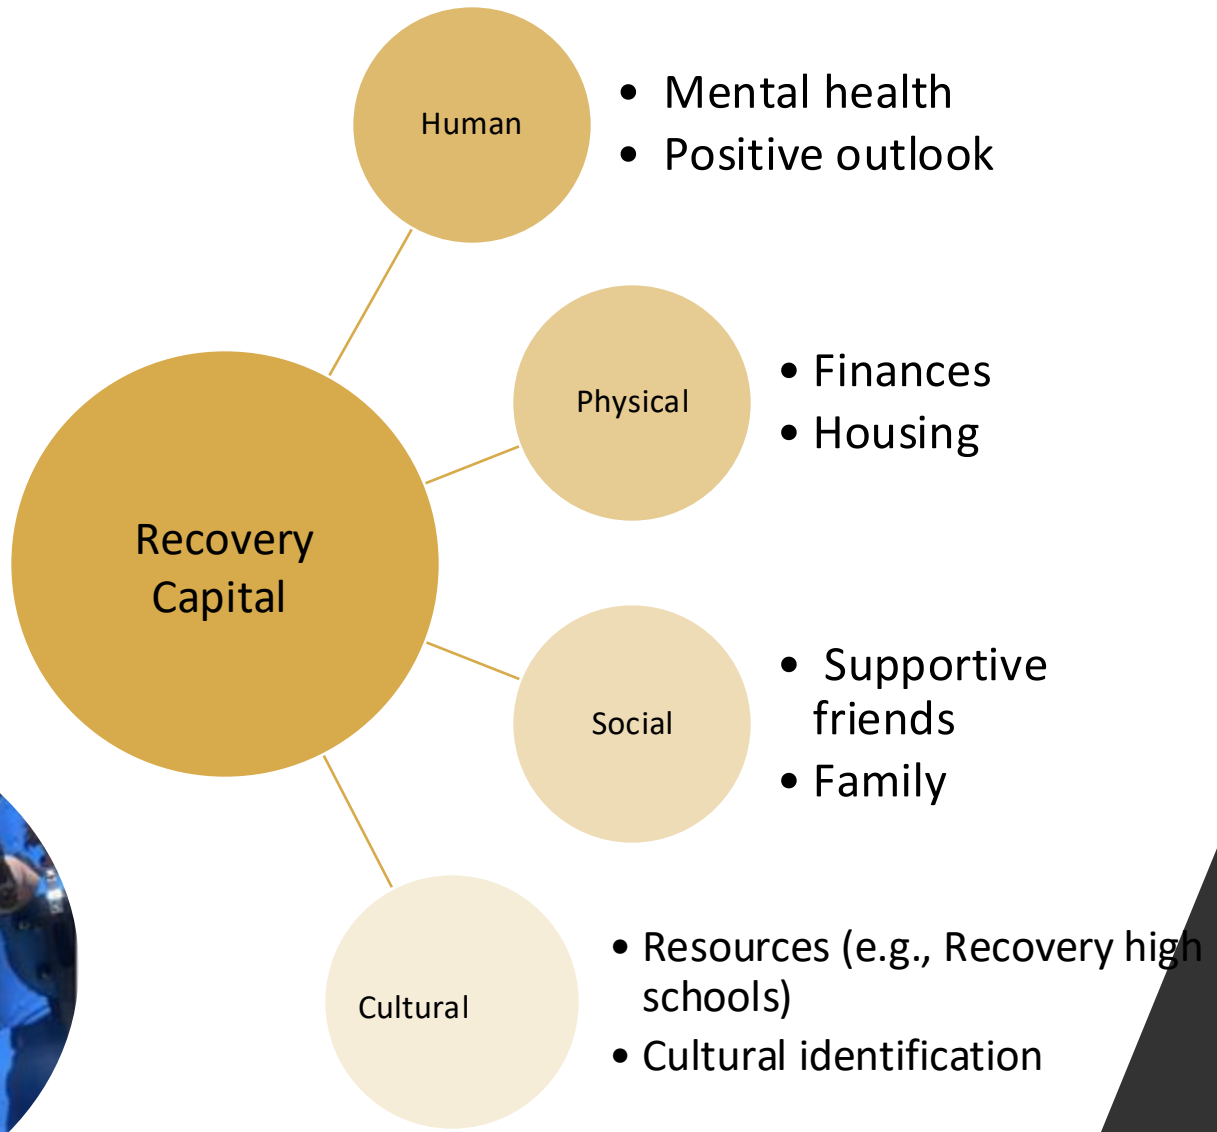 Human
• Mental health
• Positive outlook
Physical
• Finances
• Housing
Recovery
Capital
Social
• Supportive
friends
• Family
Cultural
• Resources (e.g., Recovery high
schools)
• Cultural identification